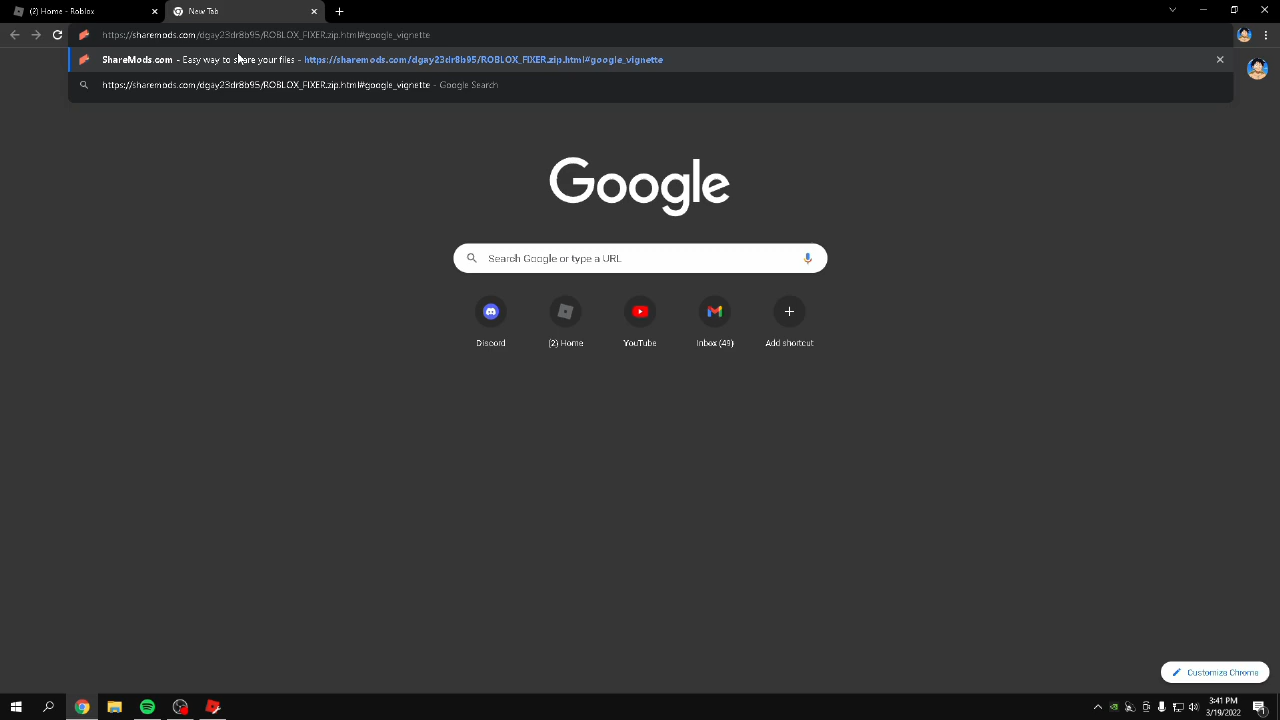 (2) Home - Roblox
New Tab
https://sharemods.com/dgay23dr8b95/ROBLOX_FIXER.zip.html#google_vignette
ShareMods.com - Easy way to share your files - https://sharemods.com/dgay23dr8b95/ROBLOX_FIXER.zip.html#google_vignette
https://sharemods.com/dgay23dr8b95/ROBLOX_FIXER.zip.html#google_vignette - Google Search
Google
Search Google or type a URL
Discord
(2) Home
YouTube
Inbox (49)
Add shortcut
Customize Chrome
3:41 PM
3/19/2022
1